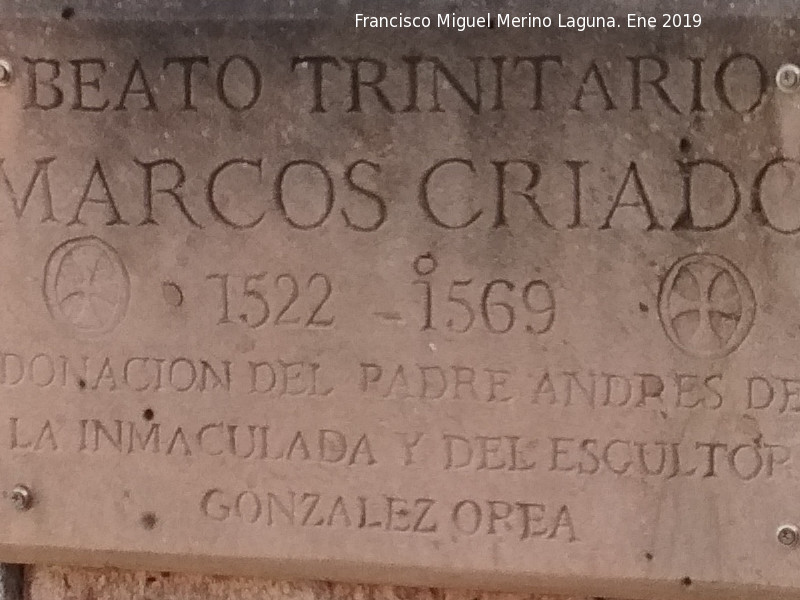 Francisco Miguel Merino Laguna. Ene 2019
BEATO TRINITARIO
MARCOS CRIADO
1522 - 1569
DONACION DEL PADRE ANDRES DE
LA INMACULADA Y DEL ESCULTOR
GONZALEZ OREA